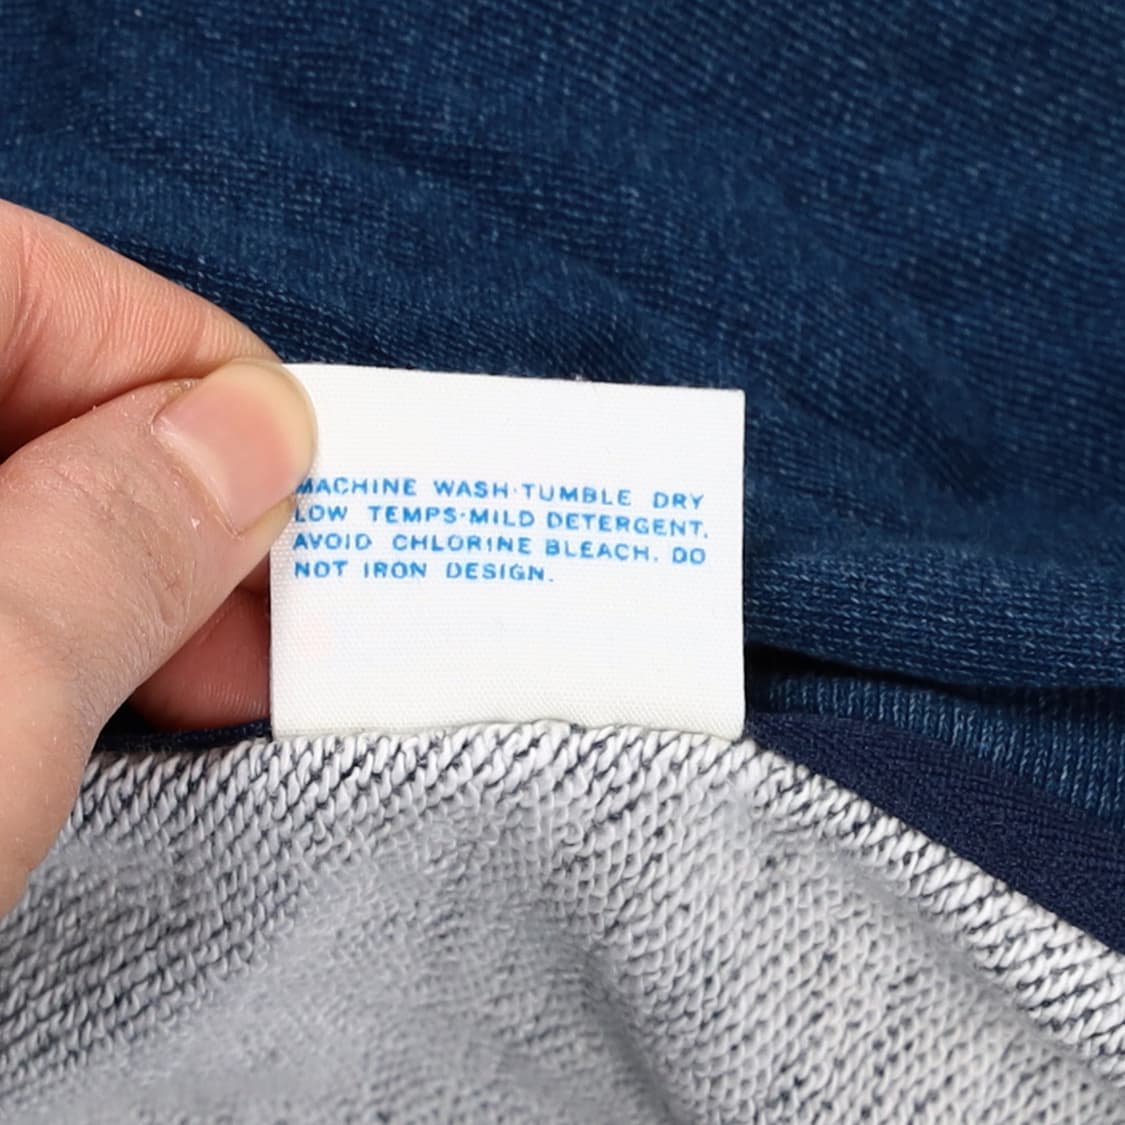 MACHINE WASH·TUMBLE DRY
LOW TEMPS·MILD DETERGENT.
AVOID CHLORINE BLEACH. DO
NOT IRON DESIGN.